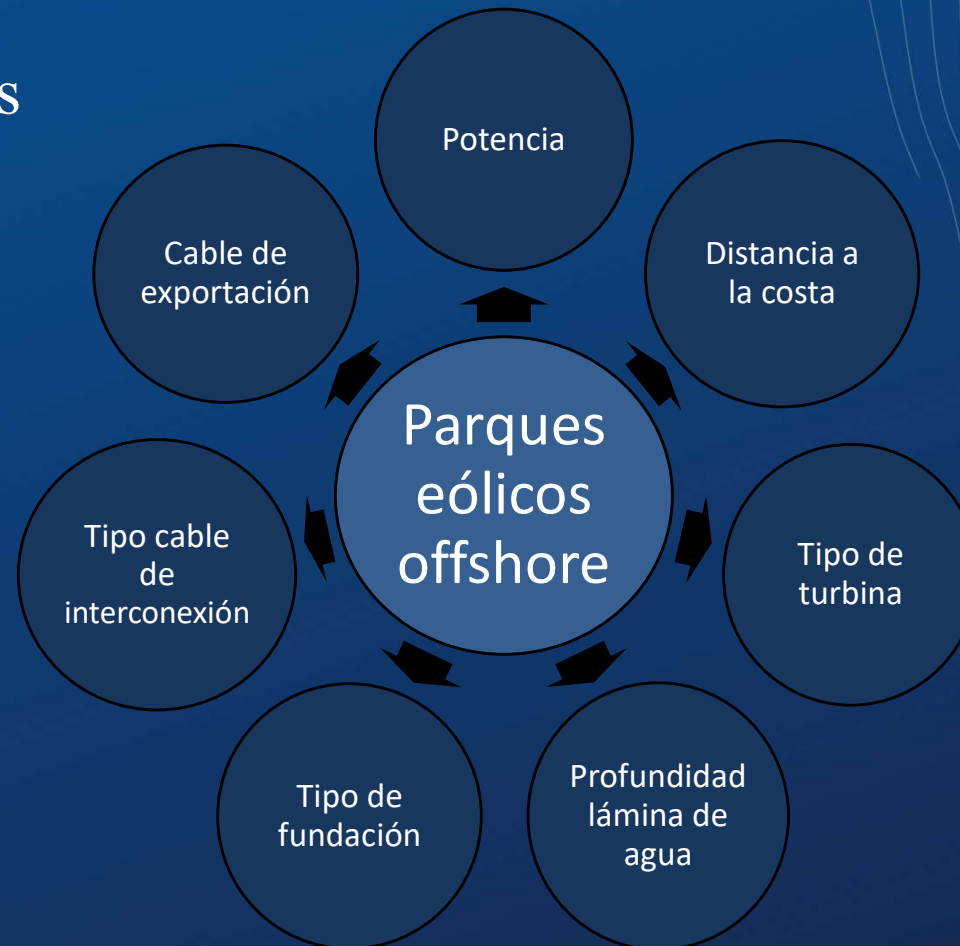 s
Potencia
Distancia a
la costa
Tipo de
turbina
Profundidad
lámina de
agua
Tipo de
fundación
Tipo cable
de
interconexión
Cable de
exportación
Parques
eólicos
offshore